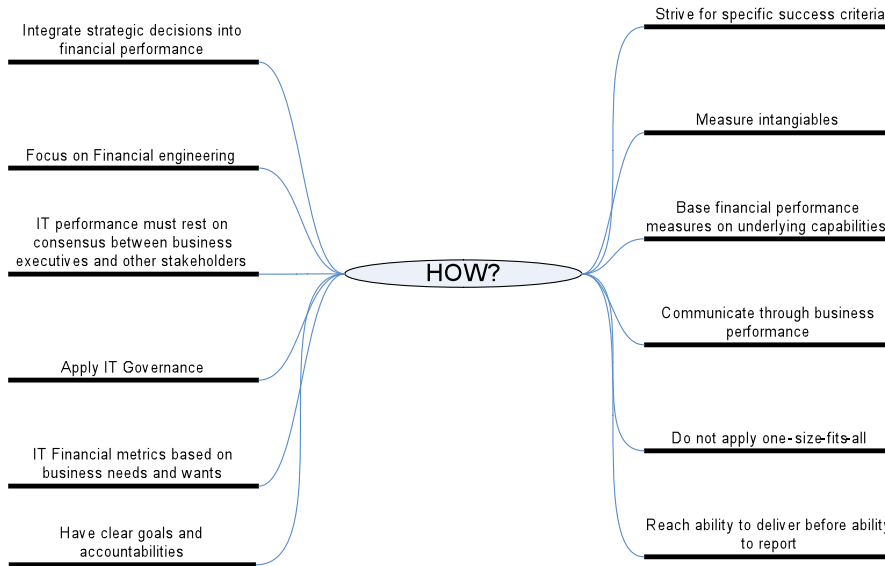 Integrate strategic decisions into
financial performance
Focus on Financial engineering
IT performance must rest on
consensus between business
executives and other stakeholders
Apply IT Governance
IT Financial metrics based on
business needs and wants
Have clear goals and
accountabilities
HOW?
Strive for specific success criteria
Measure intangibles
Base financial performance
measures on underlying capabilities
Communicate through business
performance
Do not apply one-size-fits-all
Reach ability to deliver before ability
to report